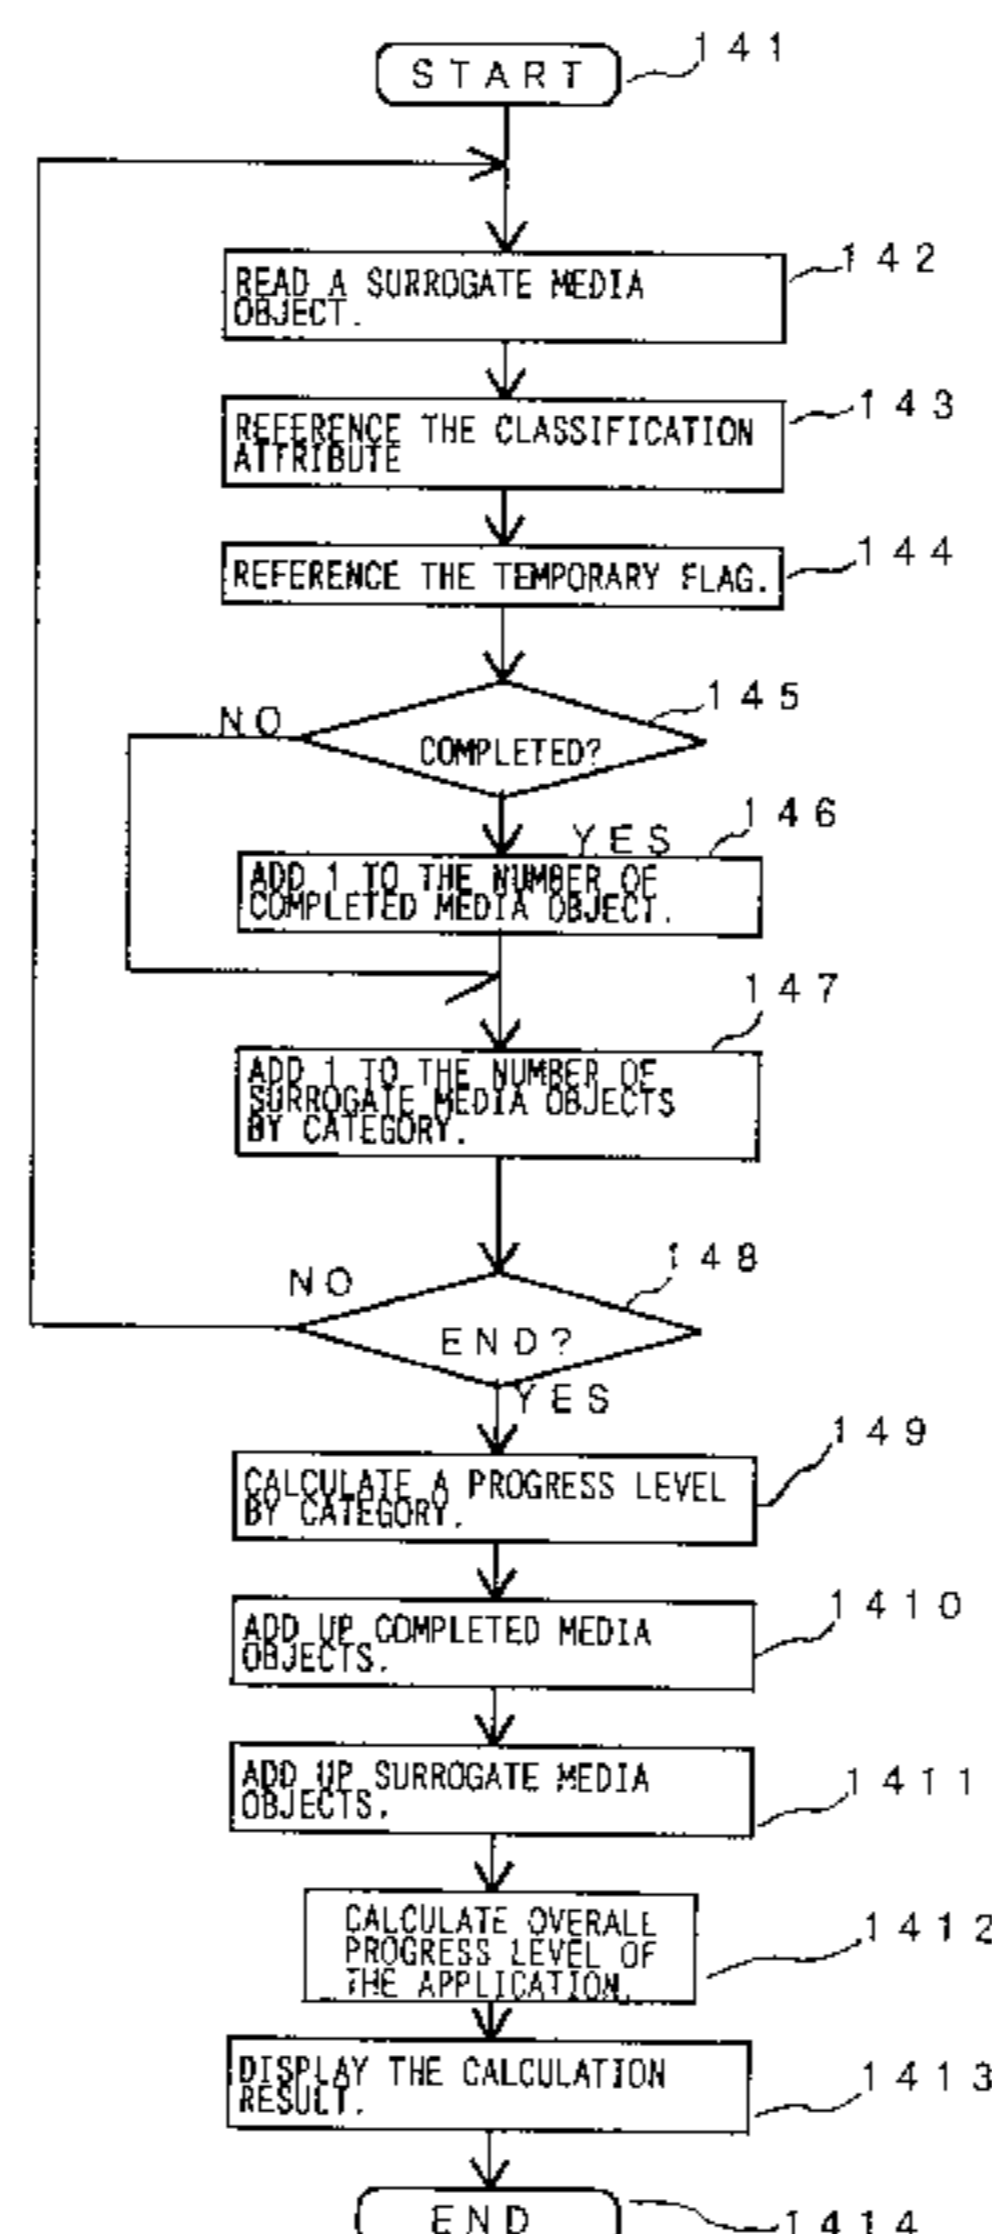 START
141
READ A SURROGATE MEDIA
OBJECT.
142
REFERENCE THE CLASSIFICATION
ATTRIBUTE
143
REFERENCE THE TEMPORARY FLAG.
144
NO
COMPLETED?
145
YES
ADD 1 TO THE NUMBER OF
COMPLETED MEDIA OBJECT.
146
ADD 1 TO THE NUMBER OF
SURROGATE MEDIA OBJECTS
BY CATEGORY.
147
NO
END?
148
YES
CALCULATE A PROGRESS LEVEL
BY CATEGORY.
149
ADD UP COMPLETED MEDIA
OBJECTS.
1410
ADD UP SURROGATE MEDIA
OBJECTS.
1411
CALCULATE OVERALL
PROGRESS LEVEL OF
THE APPLICATION.
1412
DISPLAY THE CALCULATION
RESULT.
1413
END
1414